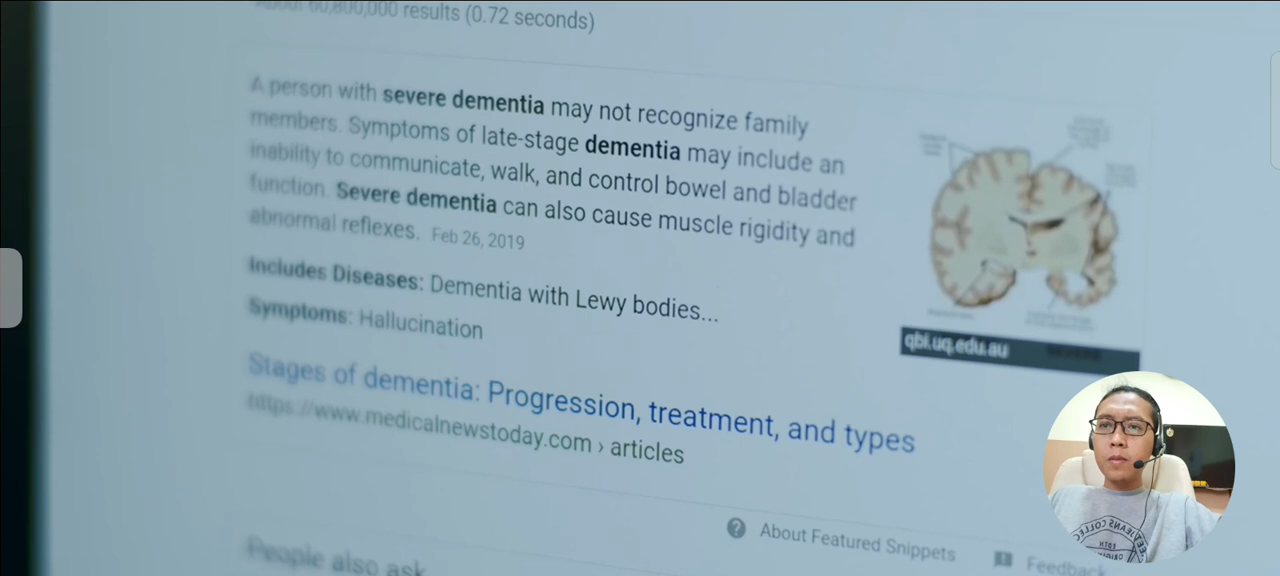 About 60,800,000 results (0.72 seconds)
A person with severe dementia may not recognize family
members. Symptoms of late-stage dementia may include an
inability to communicate, walk, and control bowel and bladder
function. Severe dementia can also cause muscle rigidity and
abnormal reflexes. Feb 26, 2019
Includes Diseases: Dementia with Lewy bodies...
Symptoms: Hallucination
qbi.uq.edu.au
Stages of dementia: Progression, treatment, and types
https://www.medicalnewstoday.com › articles
About Featured Snippets
Feedback
People also ask